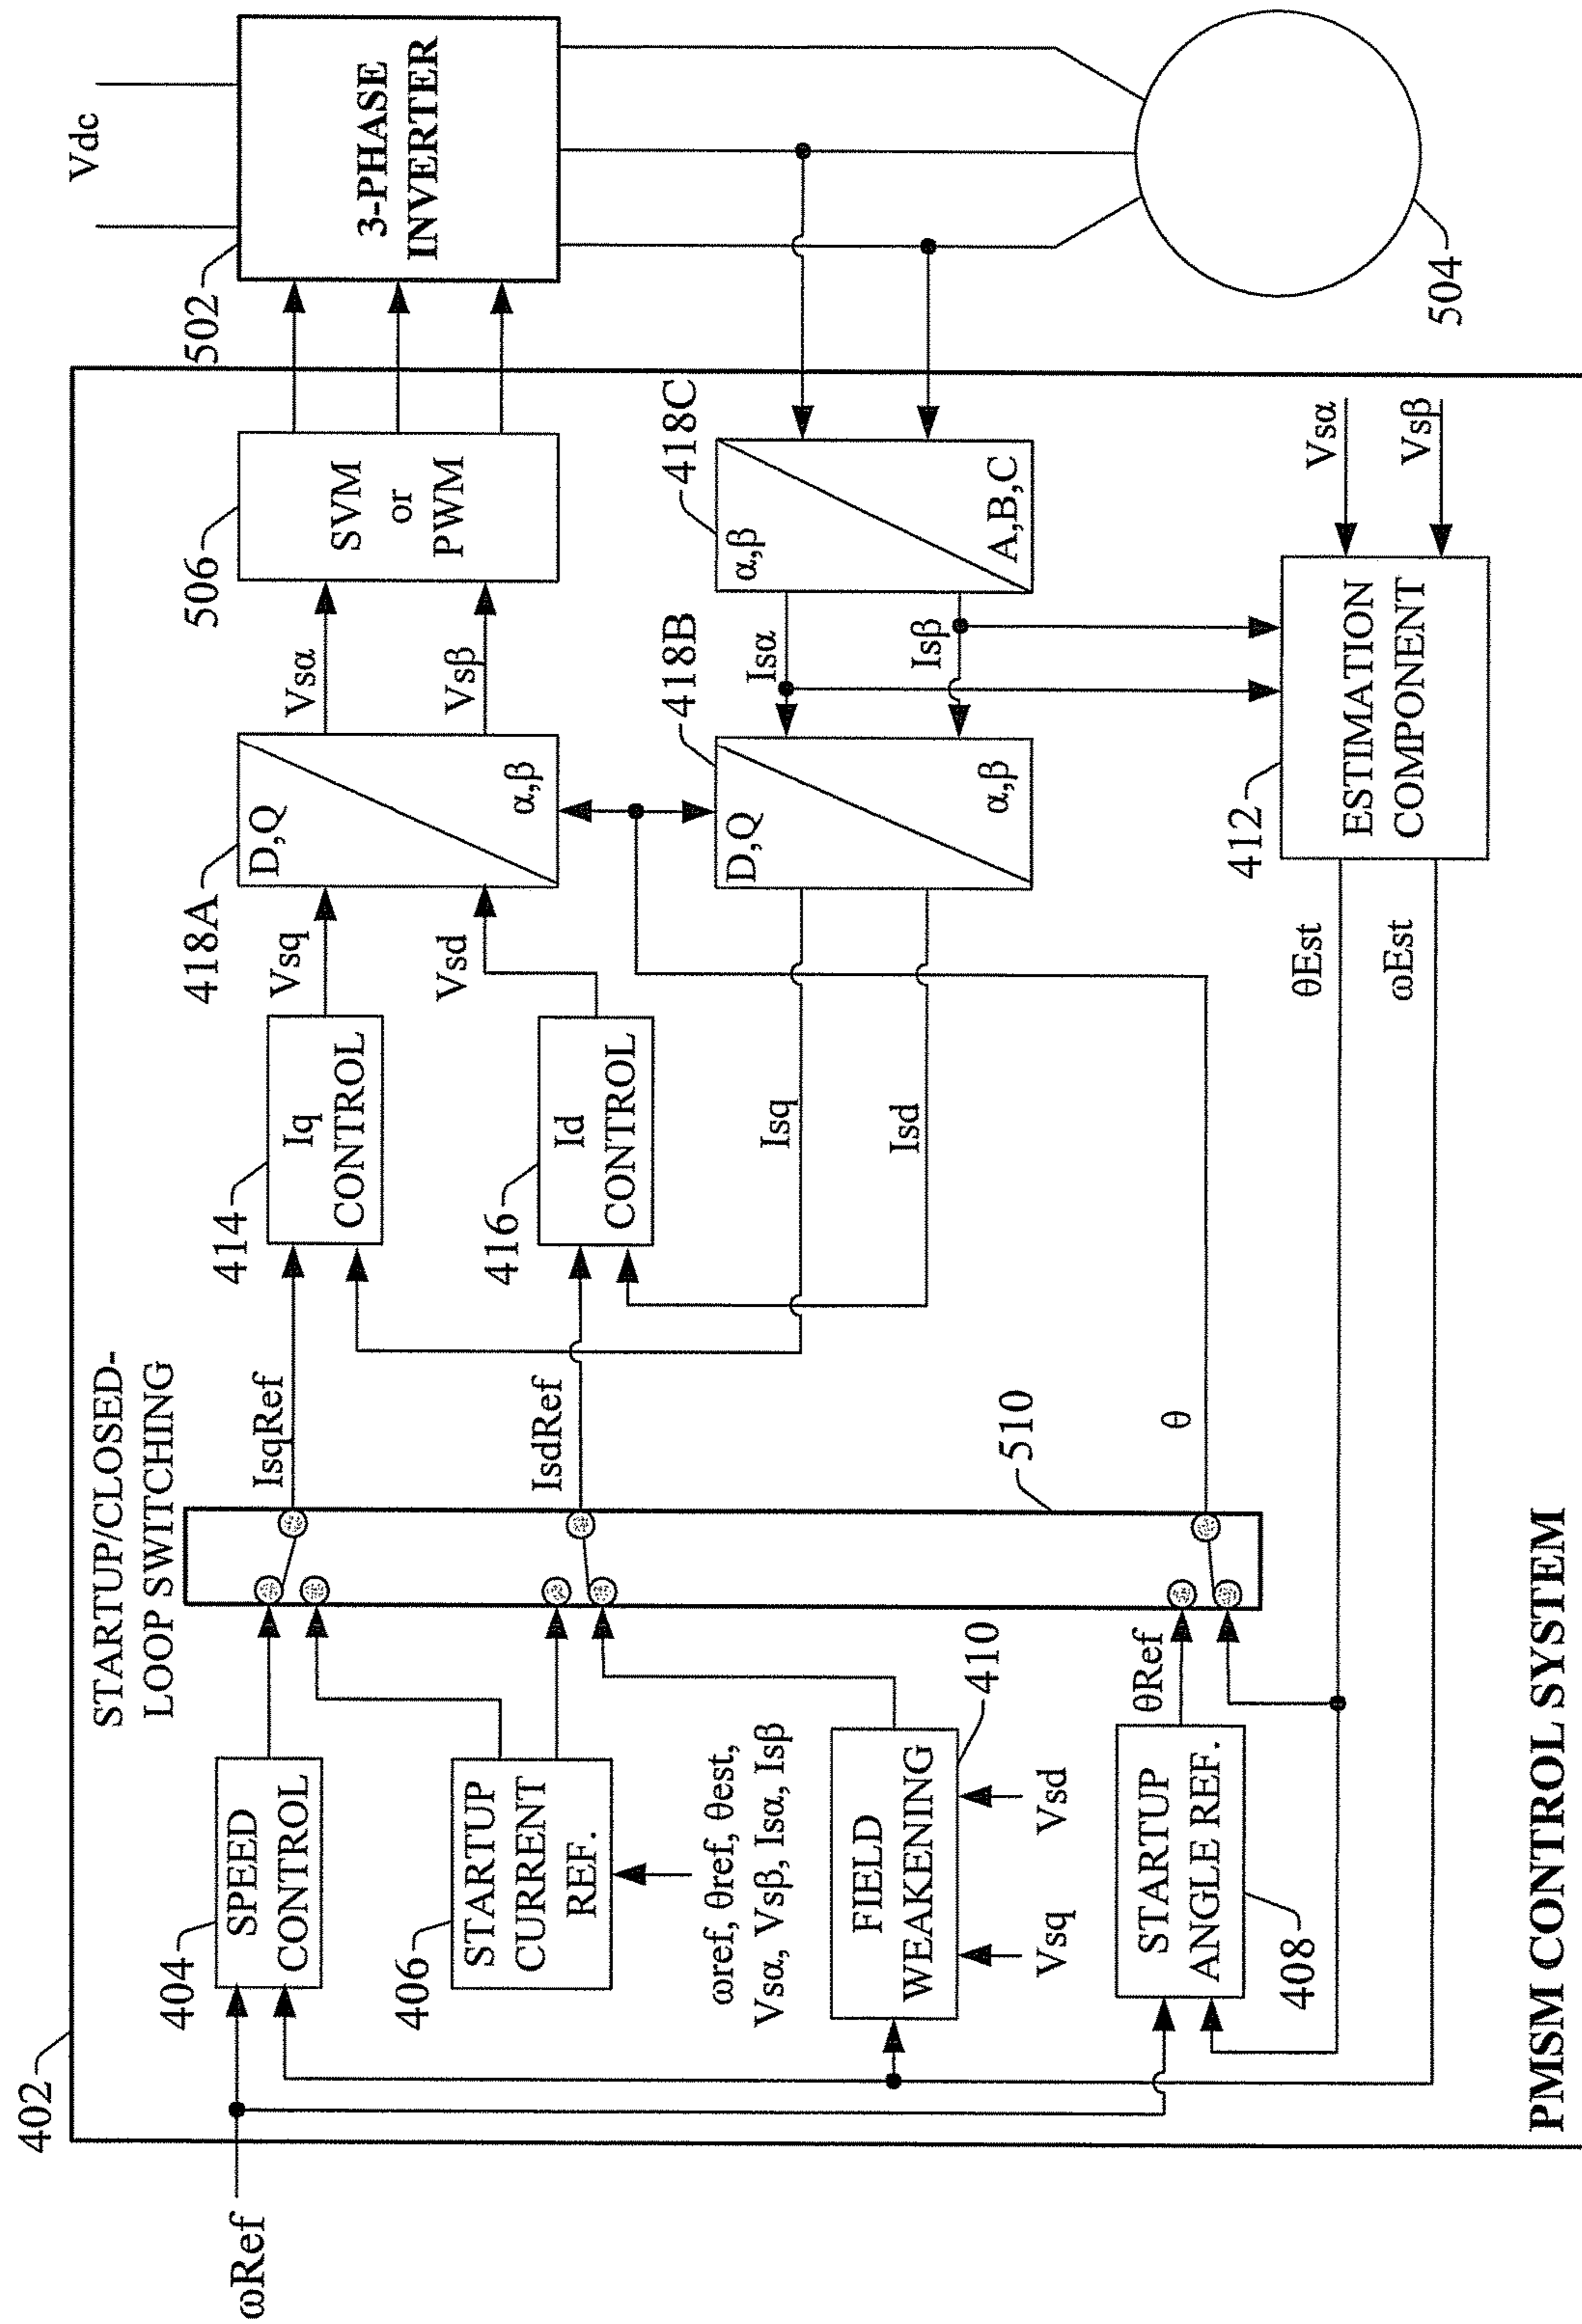 STARTUP/CLOSED-
LOOP SWITCHING
402
ωRef
404
SPEED
CONTROL
406
STARTUP
CURRENT
REF.
ωref, θref, θest,
Vsα, Vsβ, Isα, Isβ
FIELD
WEAKENING
410
Vsq
Vsd
STARTUP
ANGLE REF.
408
θRef
510
IsqRef
IsdRef
θ
414
Iq
CONTROL
416
Id
CONTROL
Vsq
Vsd
Isq
Isd
418A
D,Q
α,β
418B
D,Q
α,β
Vsα
Vsβ
Isα
Isβ
506
SVM
or
PWM
418C
α,β
A,B,C
412
ESTIMATION
COMPONENT
θEst
ωEst
Vsα
Vsβ
502
3-PHASE
INVERTER
Vdc
504
PMSM CONTROL SYSTEM